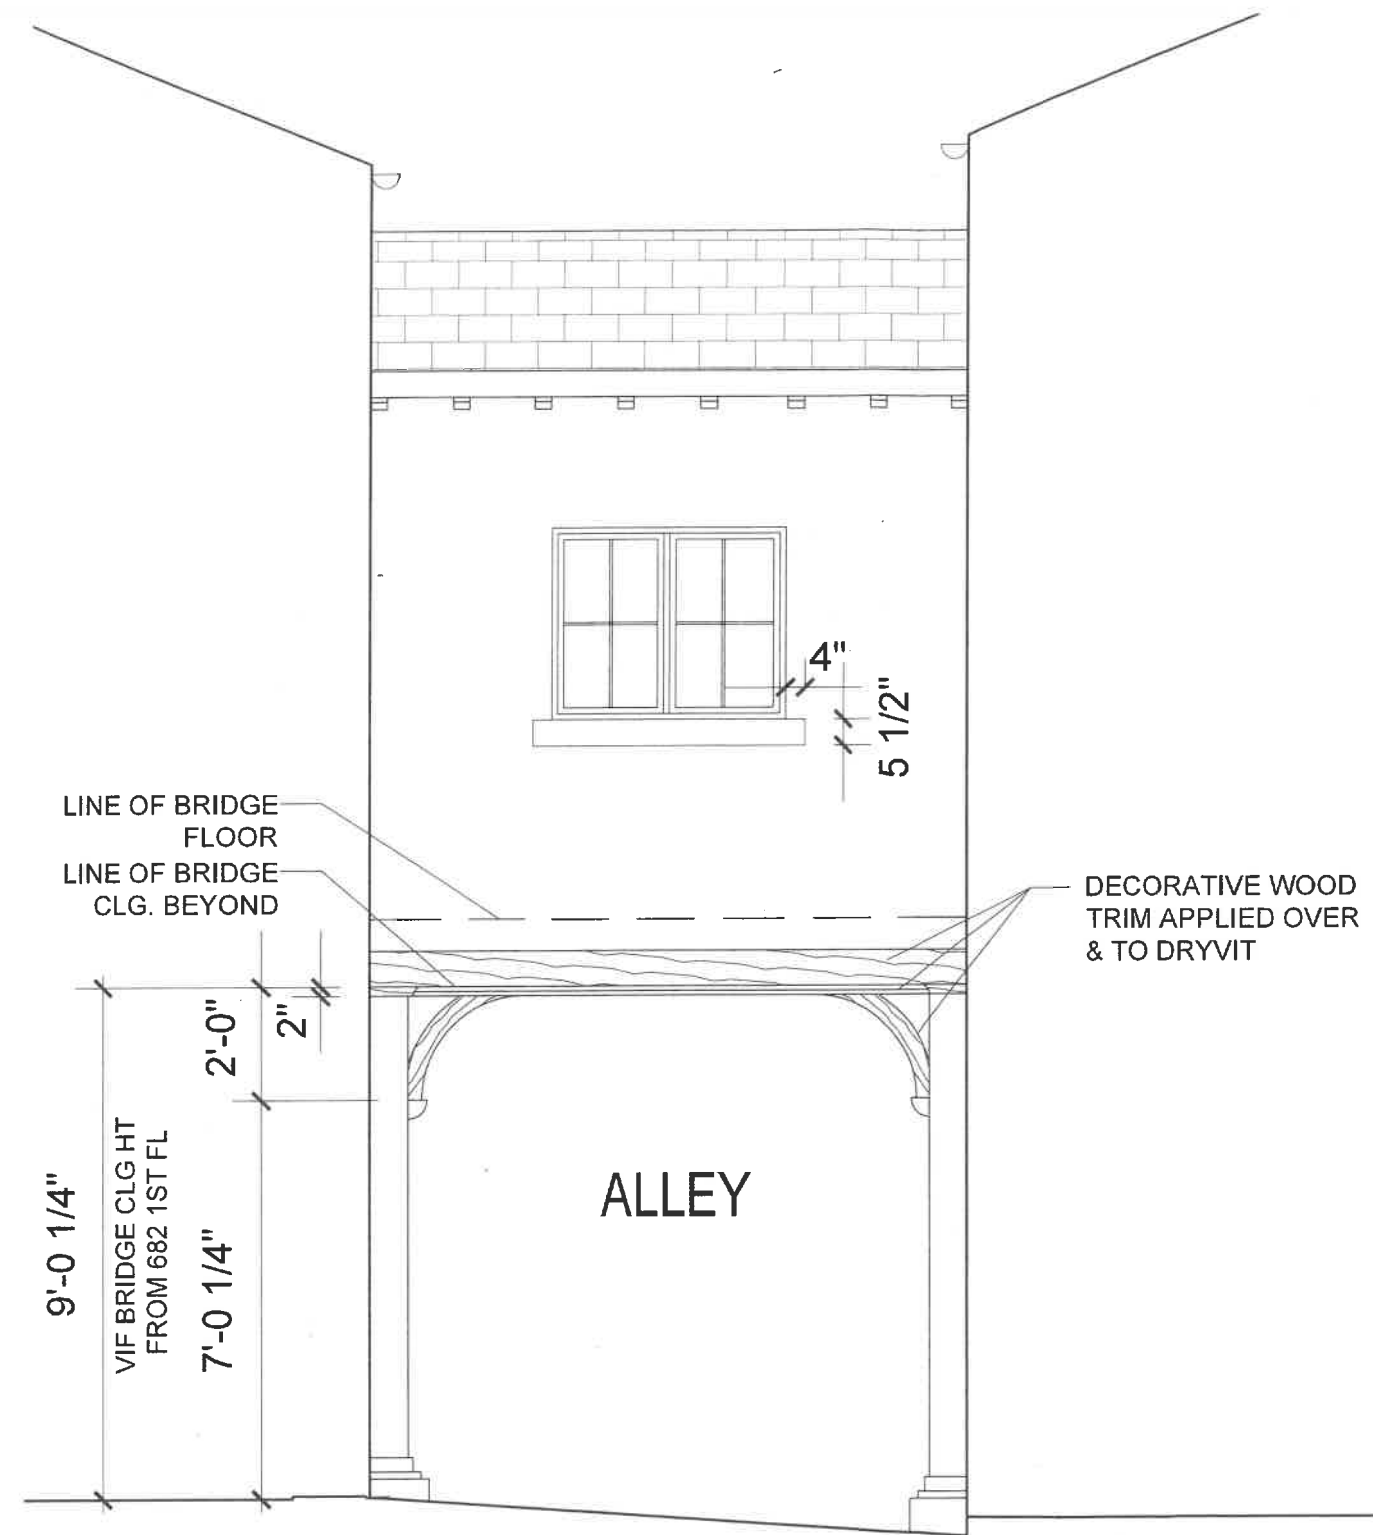 4"
5 1/2"
LINE OF BRIDGE
FLOOR
LINE OF BRIDGE
CLG. BEYOND
DECORATIVE WOOD
TRIM APPLIED OVER
& TO DRYVIT
2'-0"
2"
9'-0 1/4"
VIF BRIDGE CLG HT
FROM 682 1ST FL
7'-0 1/4"
ALLEY